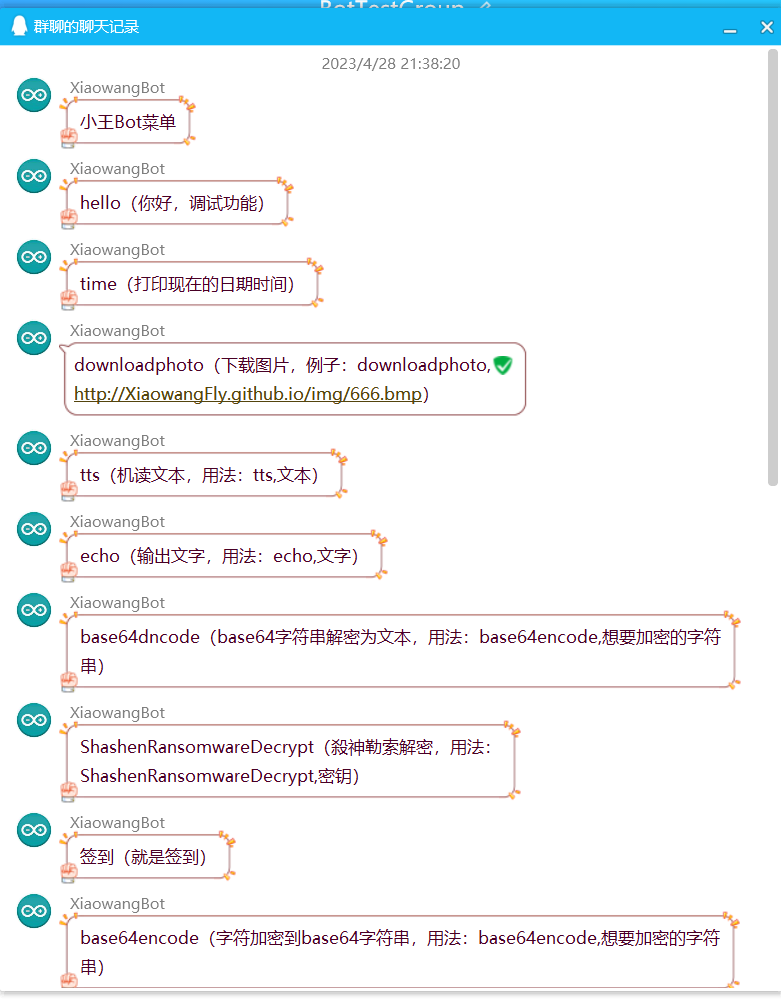 BotTestGroup
群聊的聊天记录
2023/4/28 21:38:20
XiaowangBot
小王Bot菜单
XiaowangBot
hello（你好，调试功能）
XiaowangBot
time（打印现在的日期时间）
XiaowangBot
downloadphoto（下载图片，例子：downloadphoto,
http://XiaowangFly.github.io/img/666.bmp）
XiaowangBot
tts（机读文本，用法：tts,文本）
XiaowangBot
echo（输出文字，用法：echo,文字）
XiaowangBot
base64dncode（base64字符串解密为文本，用法：base64encode,想要加密的字符
串）
XiaowangBot
ShashenRansomwareDecrypt（殺神勒索解密，用法：
ShashenRansomwareDecrypt,密钥）
XiaowangBot
签到（就是签到）
XiaowangBot
base64encode（字符加密到base64字符串，用法：base64encode,想要加密的字符
串）